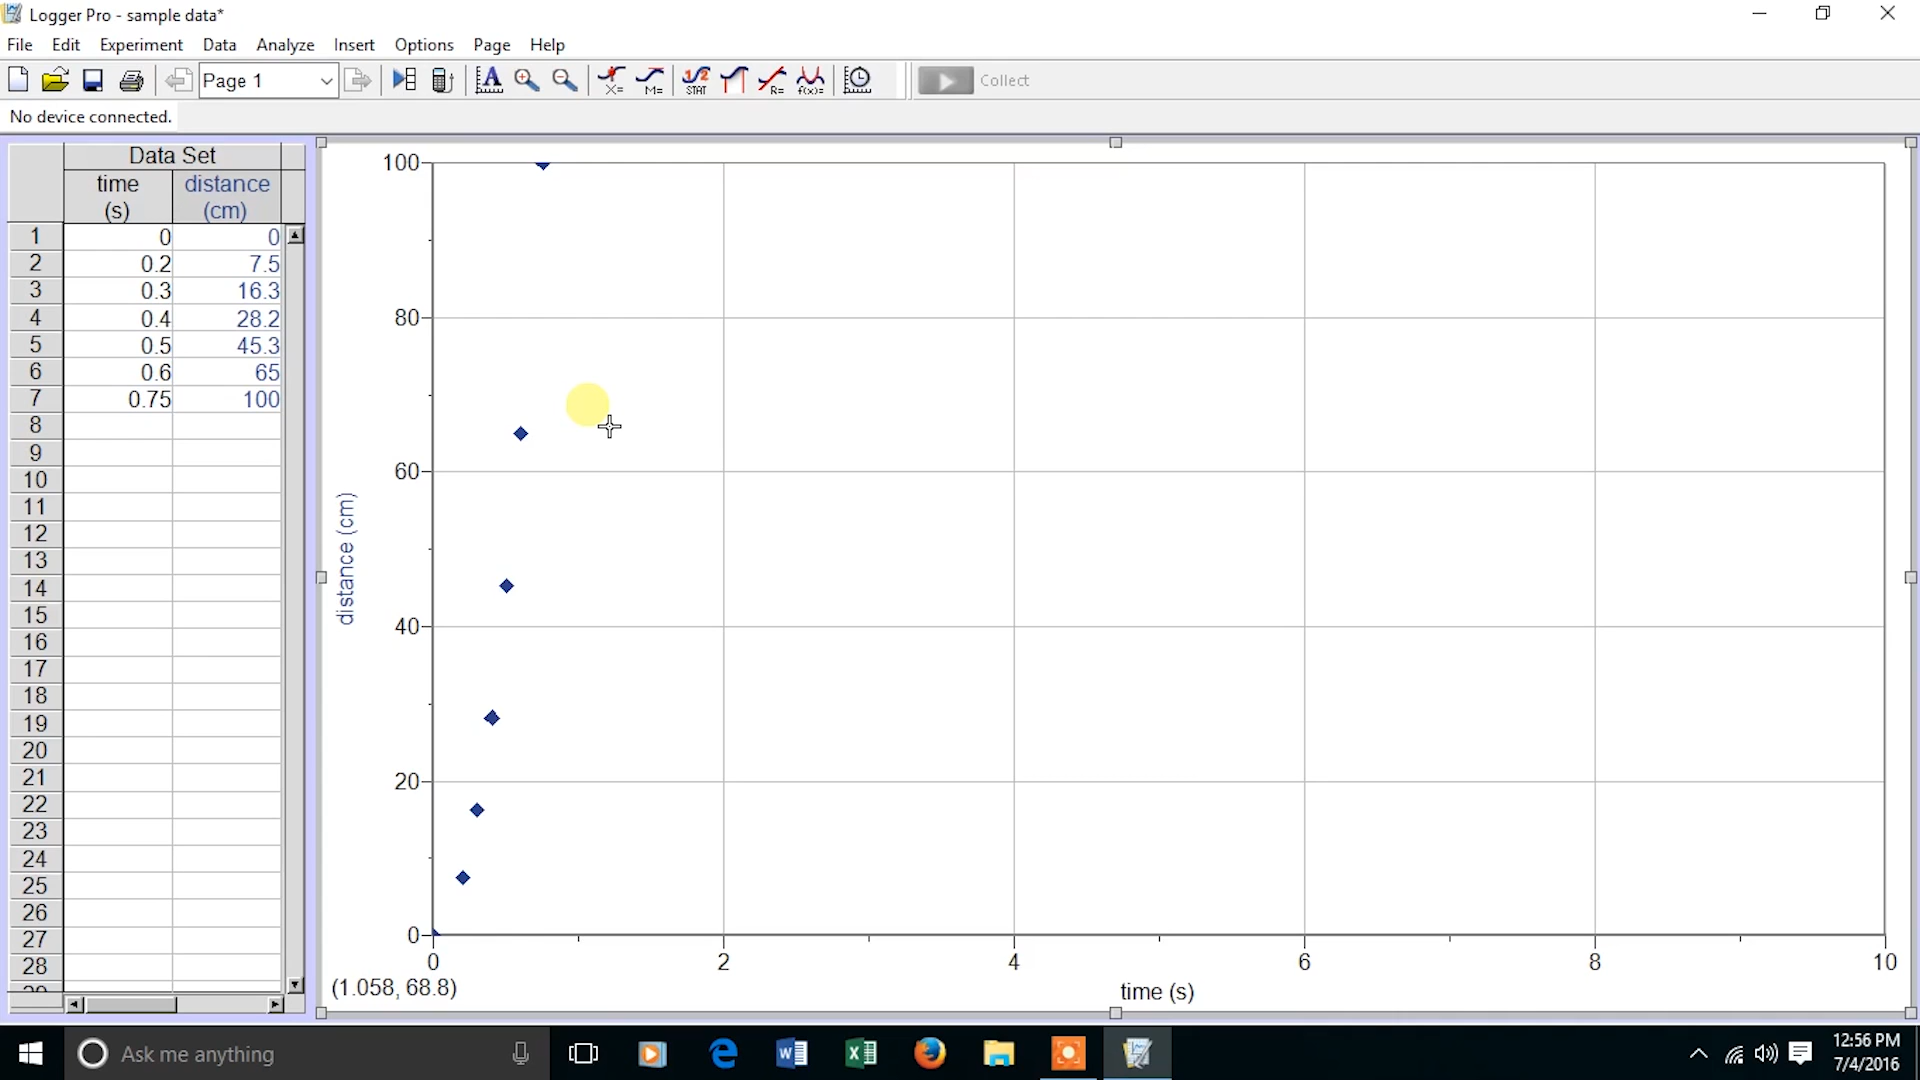 Logger Pro - sample data*
File Edit Experiment Data Analyze Insert Options Page Help
Page 1
X= M= 1/2 STAT R= f(x)= Collect
No device connected.
Data Set
time (s) distance (cm)
1 0 0
2 0.2 7.5
3 0.3 16.3
4 0.4 28.2
5 0.5 45.3
6 0.6 65
7 0.75 100
8
9
10
11
12
13
14
15
16
17
18
19
20
21
22
23
24
25
26
27
28
29
100
80
60
40
20
0
distance (cm)
0 2 4 6 8 10
(1.058, 68.8)
time (s)
Ask me anything
12:56 PM
7/4/2016